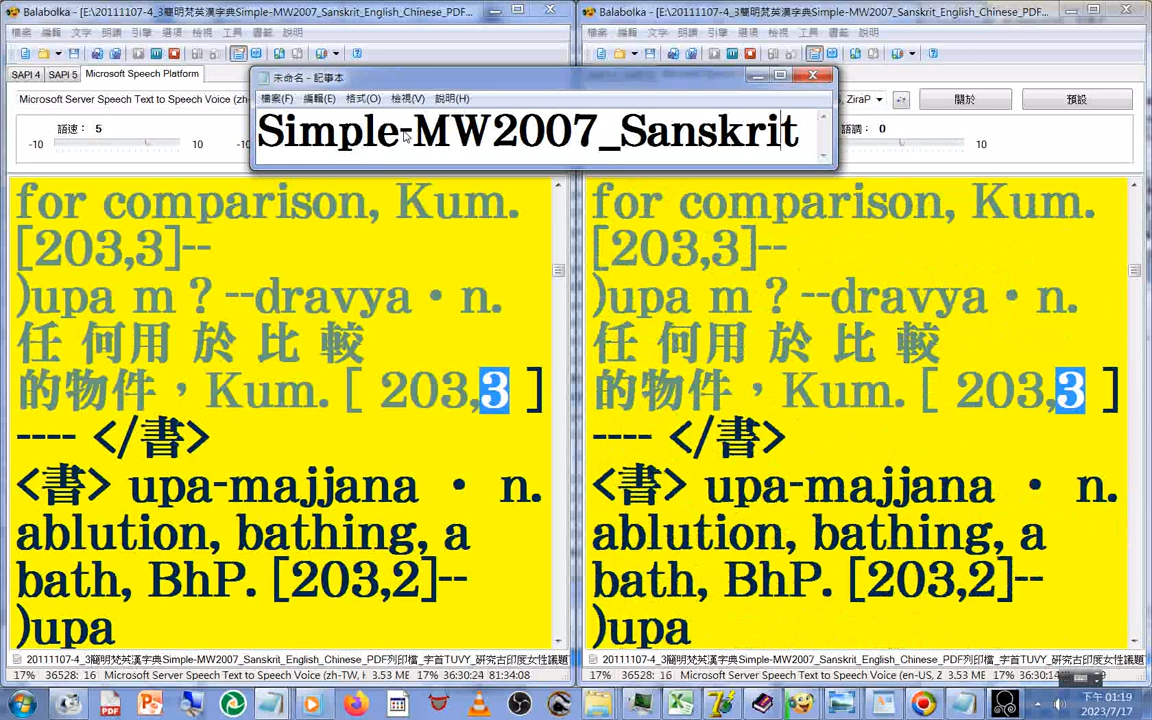 Balabolka - [E:\20111107-4_3簡明梵英漢字典Simple-MW2007_Sanskrit_English_Chinese_PDF...
檔案 編輯 文字 朗讀 引擎 選項 檢視 工具 書籤 說明
SAPI 4 SAPI 5 Microsoft Speech Platform
Microsoft Server Speech Text to Speech Voice (zh-
語速： 5
-10 10 -10
for comparison, Kum.
[203,3]--
)upa m？--dravya • n.
任 何用 於 比 較
的物件，Kum. [ 203,3 ]
---- </書>
<書> upa-majjana • n.
ablution, bathing, a
bath, BhP. [203,2]--
)upa
20111107-4_3簡明梵英漢字典Simple-MW2007_Sanskrit_English_Chinese_PDF列印檔_字首TUVY_研究古印度女性議題
17% 36528: 16 Microsoft Server Speech Text to Speech Voice (zh-TW, H 3.53 MB 17% 36:30:24 81:34:08
未命名 - 記事本
檔案(F) 編輯(E) 格式(O) 檢視(V) 說明(H)
Simple-MW2007_Sanskrit
Balabolka - [E:\20111107-4_3簡明梵英漢字典Simple-MW2007_Sanskrit_English_Chinese_PDF...
檔案 編輯 文字 朗讀 引擎 選項 檢視 工具 書籤 說明
, ZiraP 關於 預設
語調： 0
10
for comparison, Kum.
[203,3]--
)upa m？--dravya • n.
任 何用 於 比 較
的物件，Kum. [ 203,3 ]
---- </書>
<書> upa-majjana • n.
ablution, bathing, a
bath, BhP. [203,2]--
)upa
20111107-4_3簡明梵英漢字典Simple-MW2007_Sanskrit_English_Chinese_PDF列印檔_字首TUVY_研究古印度女性議題
17% 36528: 16 Microsoft Server Speech Text to Speech Voice (en-US, Z 3.53 MB 17%
下午 01:19
2023/7/17